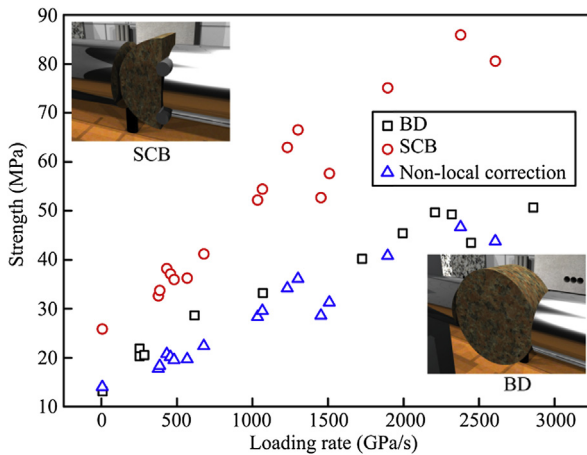 90
80
70
60
50
40
30
20
10
Strength (MPa)
SCB
BD
SCB
Non-local correction
BD
0
500
1000
1500
2000
2500
3000
Loading rate (GPa/s)